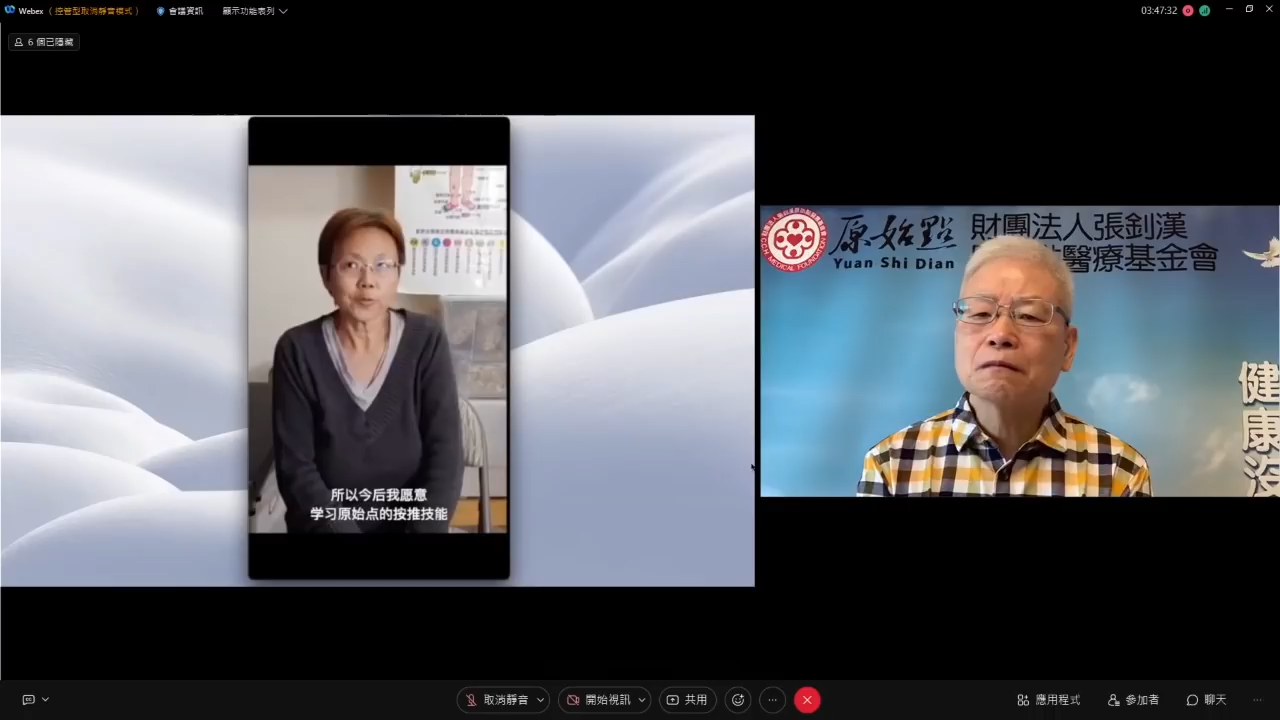 Webex
(控管型取消靜音模式)
會議資訊
顯示功能表列
03:47:32
6 個已隱藏
所以今后我愿意
学习原始点的按推技能
原始點
Yuan Shi Dian
財團法人張釗漢
醫療基金會
健康沒
取消靜音
開始視訊
共用
應用程式
參加者
聊天